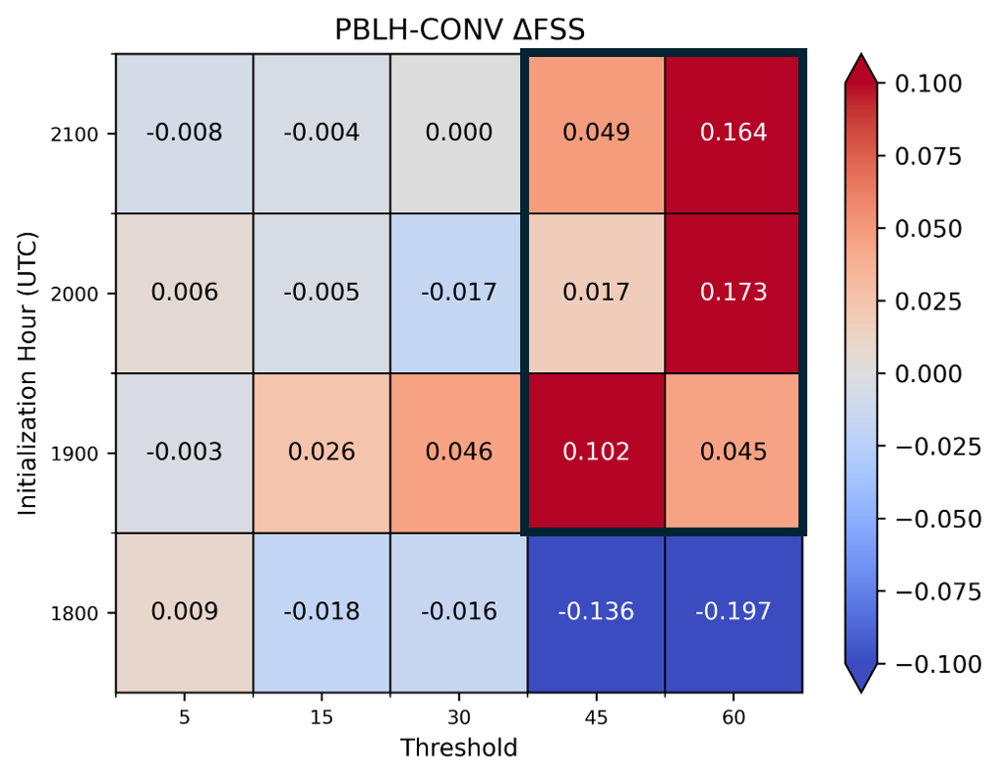 PBLH-CONV ΔFSS
Initialization Hour (UTC)
2100 -0.008 -0.004 0.000 0.049 0.164
2000 0.006 -0.005 -0.017 0.017 0.173
1900 -0.003 0.026 0.046 0.102 0.045
1800 0.009 -0.018 -0.016 -0.136 -0.197
5 15 30 45 60
Threshold
0.100
0.075
0.050
0.025
0.000
−0.025
−0.050
−0.075
−0.100